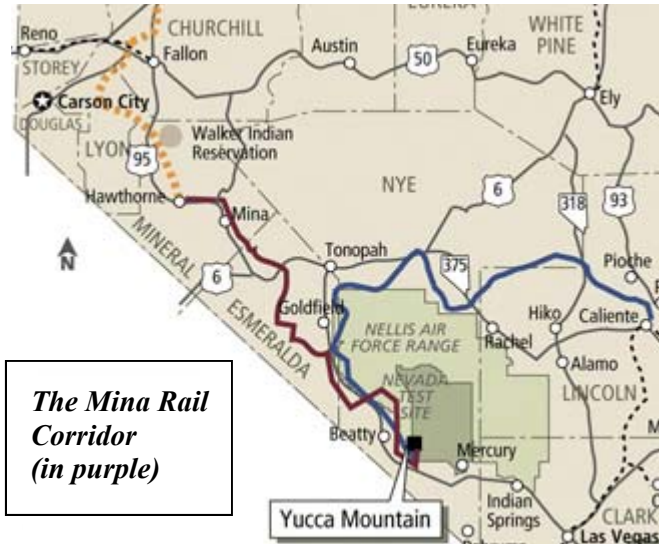 EUREKA
CHURCHILL
WHITE
PINE
Reno
Austin
Eureka
Fallon
STOREY
50
Ely
Carson City
DOUGLAS
Walker Indian
Reservation
LYON
95
NYE
6
318
93
Hawthorne
Mina
N
MINERAL
Tonopah
375
Pioche
6
ESMERALDA
Goldfield
Hiko
Caliente
NELLIS AIR
FORCE RANGE
Rachel
Alamo
The Mina Rail
Corridor
(in purple)
NEVADA
TEST
SITE
LINCOLN
Beatty
Mercury
Yucca Mountain
Indian
Springs
CLARK
Las Vegas